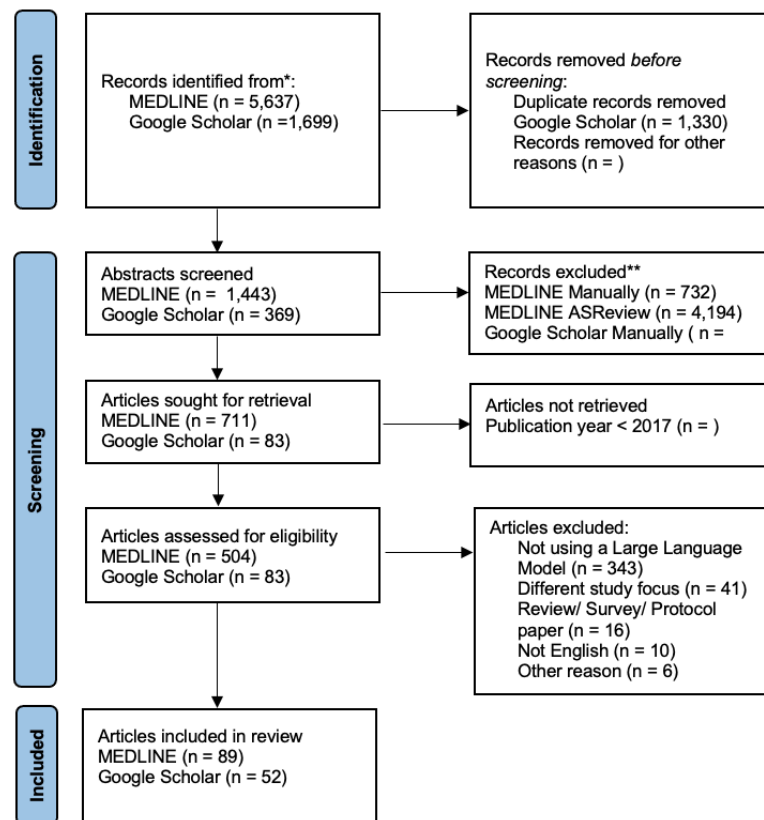 Identification
Records identified from*:
MEDLINE (n = 5,637)
Google Scholar (n =1,699)
Records removed before
screening:
Duplicate records removed
Google Scholar (n = 1,330)
Records removed for other
reasons (n = )
Screening
Abstracts screened
MEDLINE (n =  1,443)
Google Scholar (n = 369)
Records excluded**
MEDLINE Manually (n = 732)
MEDLINE ASReview (n = 4,194)
Google Scholar Manually ( n =
Articles sought for retrieval
MEDLINE (n = 711)
Google Scholar (n = 83)
Articles not retrieved
Publication year < 2017 (n = )
Articles assessed for eligibility
MEDLINE (n = 504)
Google Scholar (n = 83)
Articles excluded:
Not using a Large Language
Model (n = 343)
Different study focus (n = 41)
Review/ Survey/ Protocol
paper (n = 16)
Not English (n = 10)
Other reason (n = 6)
Included
Articles included in review
MEDLINE (n = 89)
Google Scholar (n = 52)